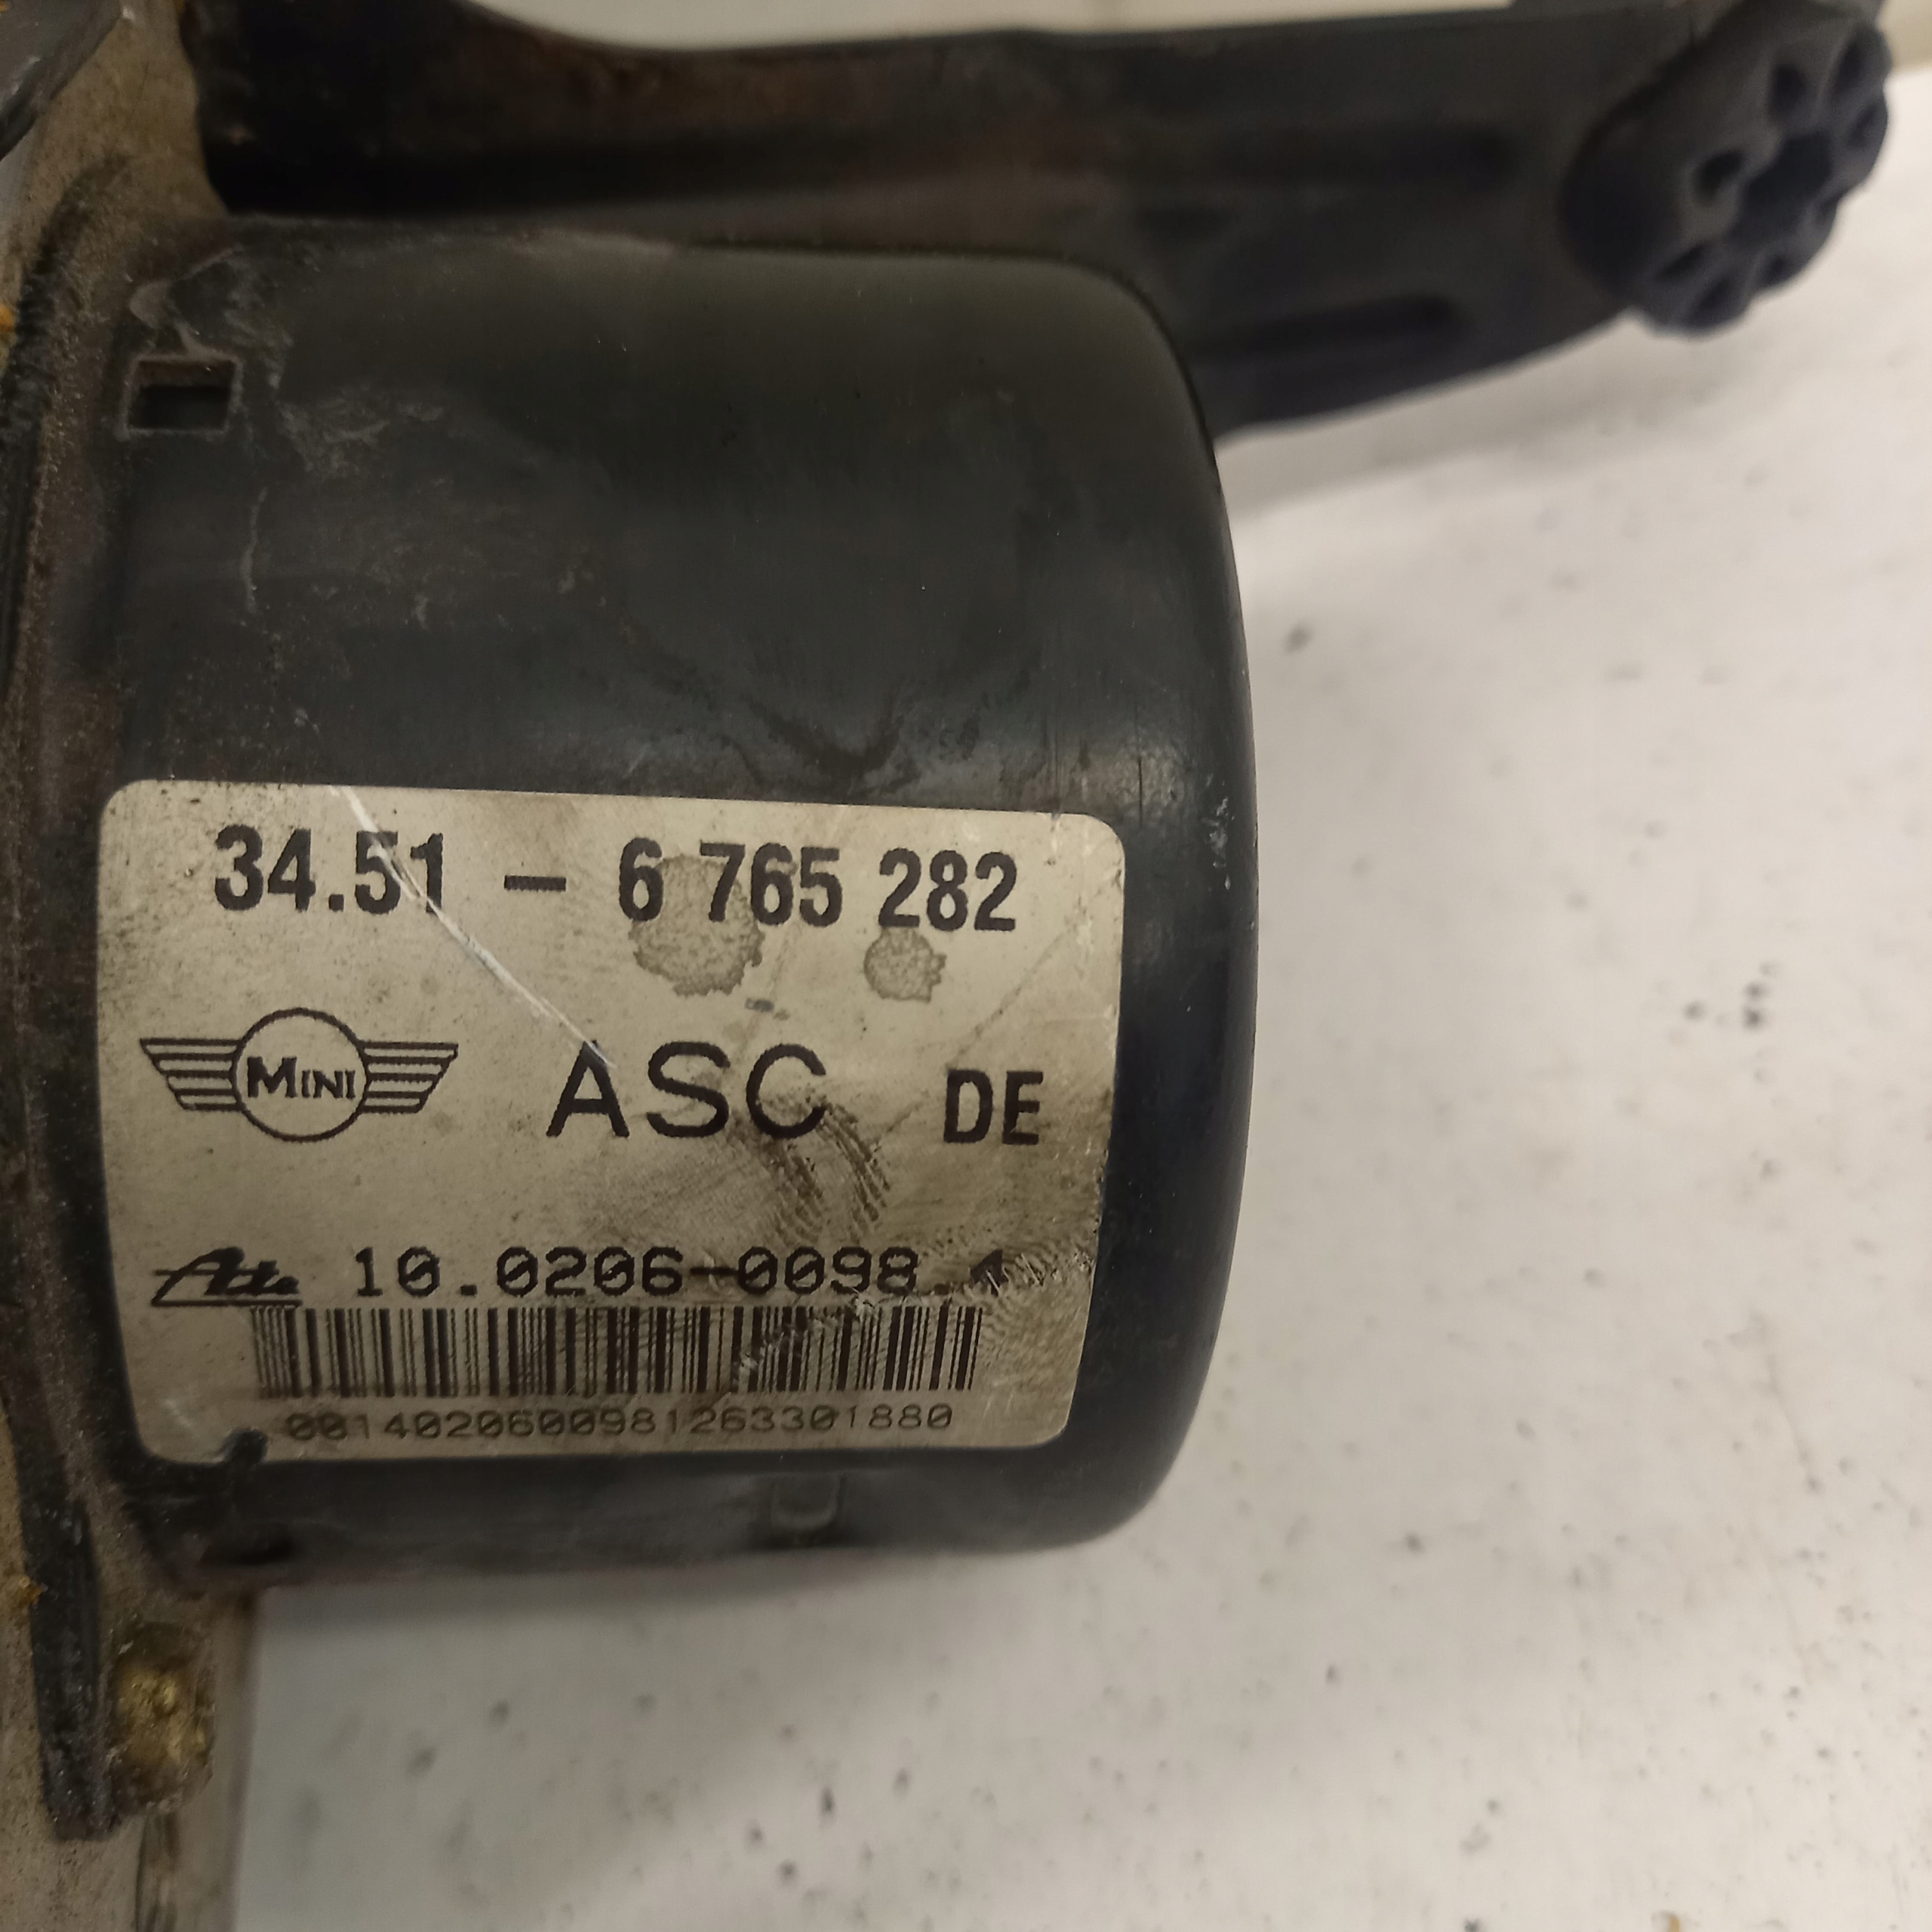 34.51 - 6 765 282
MINI ASC DE
Ate 10.0206-0098.4
0014020600981263301880